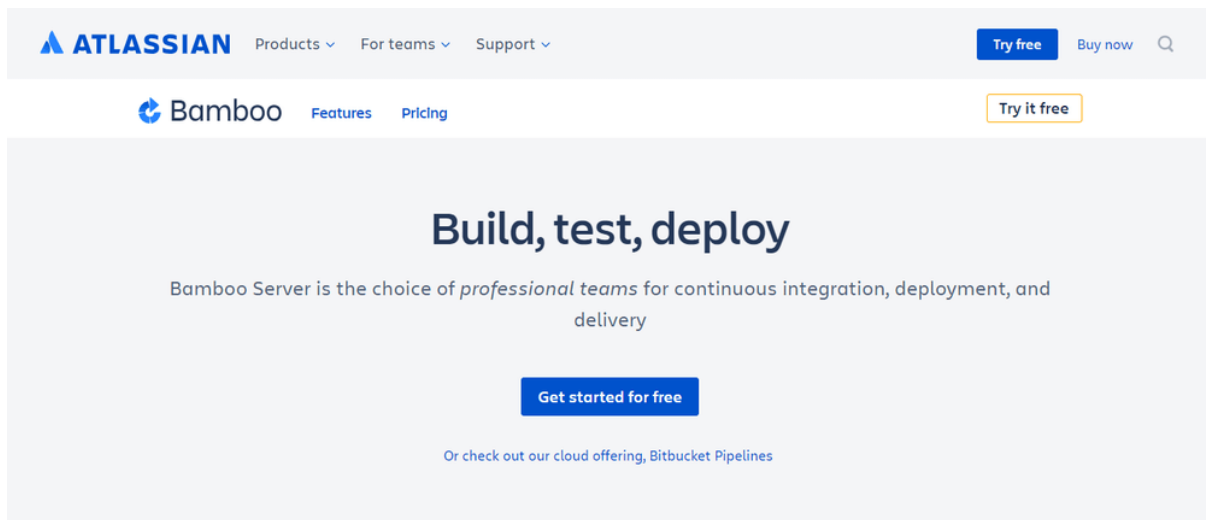 ATLASSIAN Products For teams Support Try free Buy now
Bamboo Features Pricing Try it free
Build, test, deploy
Bamboo Server is the choice of professional teams for continuous integration, deployment, and
delivery
Get started for free
Or check out our cloud offering, Bitbucket Pipelines